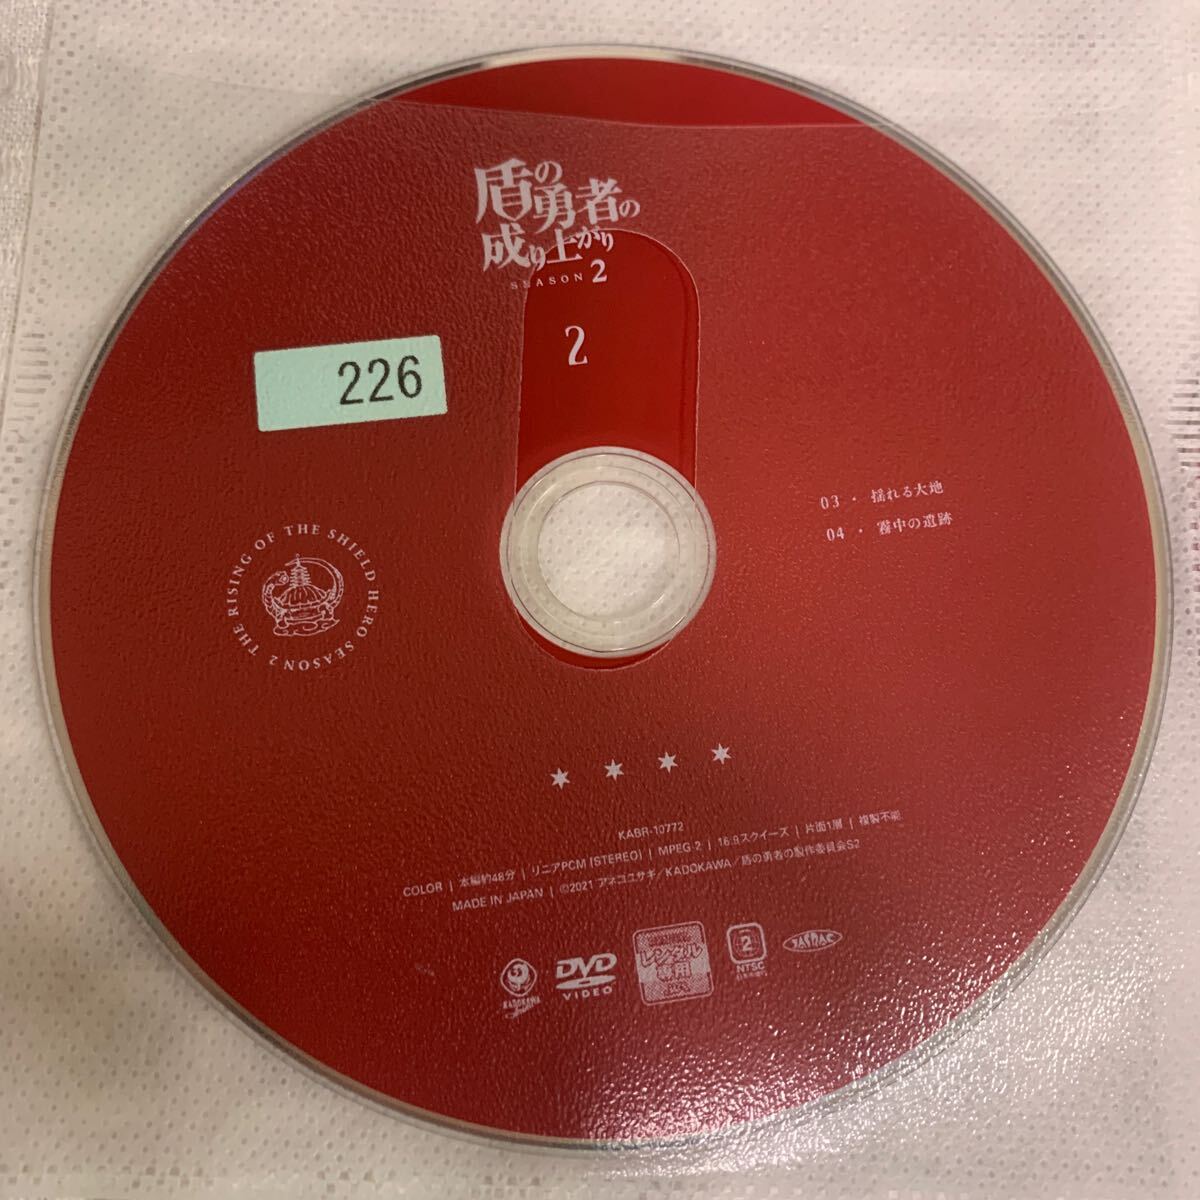 盾の勇者の
成り上がり
SEASON 2
2
226
03 ・ 揺れる大地
04 ・ 霧中の遺跡
THE RISING OF THE SHIELD HERO SEASON 2
KABR-10772
COLOR | 本編約48分 | リニアPCM [STEREO] | MPEG-2 | 16:9スクイーズ | 片面1層 | 複製不能
MADE IN JAPAN | ©2021 アネコユサギ／KADOKAWA／盾の勇者の製作委員会S2
KADOKAWA
DVD
VIDEO
レンタル
専用
2
NTSC
JASRAC